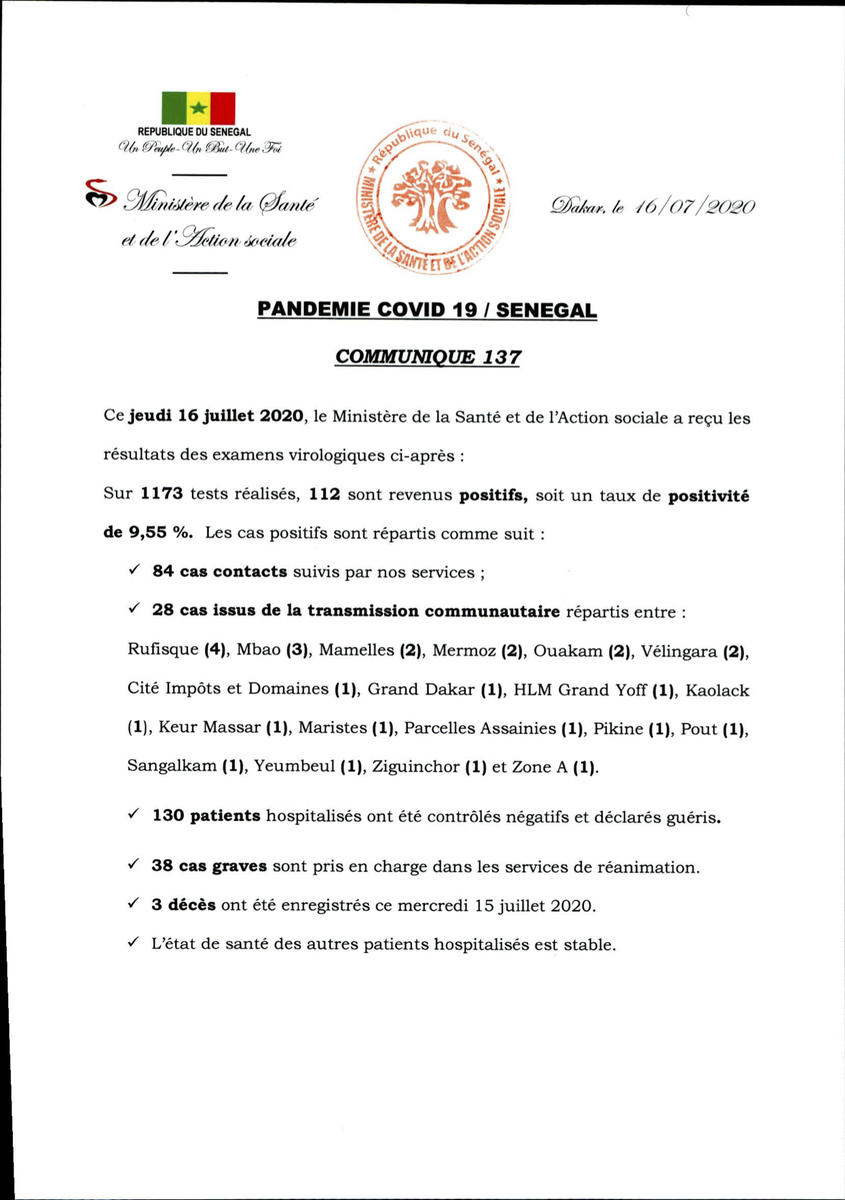 REPUBLIQUE DU SENEGAL
Un Peuple-Un But-Une Foi
Ministère de la Santé
et de l'Action sociale
République du Sénégal
MINISTÈRE DE LA SANTÉ ET DE L'ACTION SOCIALE
Dakar, le 16/07/2020
PANDEMIE COVID 19 / SENEGAL
COMMUNIQUE 137
Ce jeudi 16 juillet 2020, le Ministère de la Santé et de l'Action sociale a reçu les
résultats des examens virologiques ci-après :
Sur 1173 tests réalisés, 112 sont revenus positifs, soit un taux de positivité
de 9,55 %. Les cas positifs sont répartis comme suit :
✓ 84 cas contacts suivis par nos services ;
✓ 28 cas issus de la transmission communautaire répartis entre :
Rufisque (4), Mbao (3), Mamelles (2), Mermoz (2), Ouakam (2), Vélingara (2),
Cité Impôts et Domaines (1), Grand Dakar (1), HLM Grand Yoff (1), Kaolack
(1), Keur Massar (1), Maristes (1), Parcelles Assainies (1), Pikine (1), Pout (1),
Sangalkam (1), Yeumbeul (1), Ziguinchor (1) et Zone A (1).
✓ 130 patients hospitalisés ont été contrôlés négatifs et déclarés guéris.
✓ 38 cas graves sont pris en charge dans les services de réanimation.
✓ 3 décès ont été enregistrés ce mercredi 15 juillet 2020.
✓ L'état de santé des autres patients hospitalisés est stable.